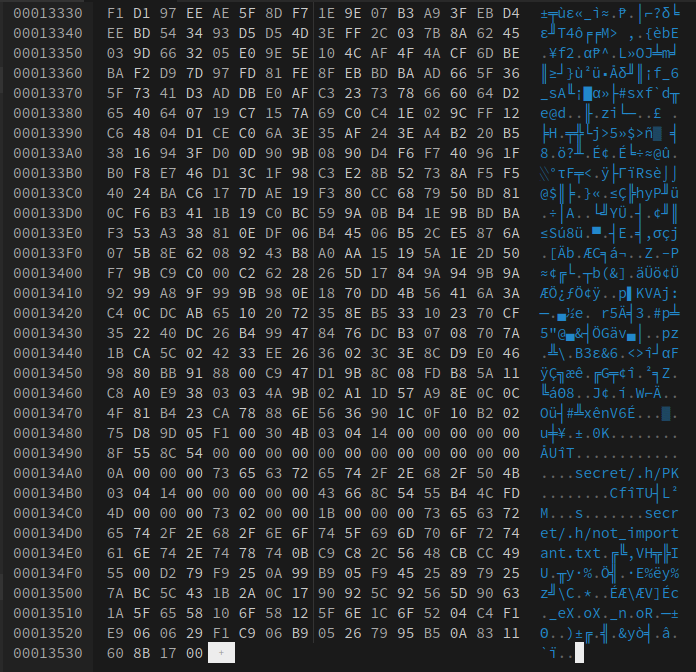 00013330 F1 D1 97 EE AE 5F 8D F7 1E 9E 07 B3 A9 3F EB D4 ±╤ùε«_ì≈.₧.│⌐?δ╘
00013340 EB BD 54 34 93 D5 D5 4D 3E FF 2C 03 7B 8A 62 45 δ╜T4ô╒╒M> ,.{èbE
00013350 03 9D 66 32 05 E0 9E 5E 10 4C AF 4F 4A CF 6D BE .¥f2.α₧^.L»OJ╧m╛
00013360 BA F2 D9 7D 97 FD 81 FE 8F EB BD BA AD 66 5F 36 ║≥┘}ù²ü■Åδ╜║¡f_6
00013370 5F 73 41 D3 AD DB E0 AF C3 23 73 78 66 60 64 D2 _sA╙¡█α»├#sxf`d╥
00013380 65 40 64 07 19 C7 15 7A 69 C0 C4 1E 02 9C FF 12 e@d..╟.zi└─..£ .
00013390 C6 48 04 D1 CE C0 6A 3E 35 AF 24 3E A4 B2 20 B5 ╞H.╤╬└j>5»$>ñ▓ ╡
000133A0 38 16 94 3F D0 0D 90 9B 08 90 D4 F6 F7 40 96 1F 8.ö?╨.É¢.É╘÷≈@û.
000133B0 B0 F8 E7 46 D1 3C 1F 98 C3 E2 8B 52 73 8A F5 F5 ░°τF╤<.ÿ├ΓïRsè⌡⌡
000133C0 40 24 BA C6 17 7D AE 19 F3 80 CC 68 79 50 BD 81 @$║╞.}«.≤Ç╠hyP╜ü
000133D0 0C F6 B3 41 1B 19 C0 BC 59 9A 0B B4 1E 9B BD BA .÷│A..└╝YÜ.┤.¢╜║
000133E0 F3 53 A3 38 81 0E DF 06 B4 45 06 B5 2C E5 87 6A ≤Sú8ü.▀.┤E.╡,σçj
000133F0 07 5B 8E 62 08 92 43 B8 A0 AA 15 19 5A 1E 2D 50 .[Äb.ÆC╕á¬..Z.-P
00013400 F7 9B C9 C0 00 C2 62 28 26 5D 17 84 9A 94 9B 9A ≈¢╔└.┬b(&].äÜö¢Ü
00013410 92 99 A8 9F 99 9B 98 0E 18 70 DD 4B 56 41 6A 3A ÆÖ¿ƒÖ¢ÿ..p▌KVAj:
00013420 C4 0C DC AB 65 10 20 72 35 8E B5 33 10 23 70 CF ─.▄½e. r5Ä╡3.#p╧
00013430 35 22 40 DC 26 B4 99 47 84 76 DC B3 07 08 70 7A 5"@▄&┤ÖGäv▄│..pz
00013440 1B CA 5C 02 42 33 EE 26 36 02 3C 3E 8C D9 E0 46 .╩\.B3ε&6.<>î┘αF
00013450 98 80 BB 91 88 00 C9 47 D1 9B 8C 08 FD B8 5A 11 ÿÇ╗æê.╔G╤¢î.²╕Z.
00013460 C8 A0 E9 38 03 03 4A 9B 02 A1 1D 57 A9 8E 0C 0C ╚áΘ8..J¢.í.W⌐Ä..
00013470 4F 81 B4 23 CA 78 88 6E 56 36 90 1C 0F 10 B2 02 Oü┤#╩xênV6É...▓.
00013480 75 D8 9D 05 F1 00 30 4B 03 04 14 00 00 00 00 00 u╪¥.±.0K........
00013490 8F 55 8C 54 00 00 00 00 00 00 00 00 00 00 00 00 ÅUîT............
000134A0 0A 00 00 00 73 65 63 72 65 74 2F 2E 68 2F 50 4B ....secret/.h/PK
000134B0 03 04 14 00 00 00 00 00 43 66 8C 54 55 B4 4C FD ........CfîTU┤L²
000134C0 4D 00 00 00 73 02 00 00 1B 00 00 00 73 65 63 72 M...s.......secr
000134D0 65 74 2F 2E 68 2F 6E 6F 74 5F 69 6D 70 6F 72 74 et/.h/not_import
000134E0 61 6E 74 2E 74 78 74 0B C9 C8 2C 56 48 CB CC 49 ant.txt.╔╚,VH╦╠I
000134F0 55 00 D2 79 F9 25 0A 99 B9 05 F9 45 25 89 79 25 U.╥y∙%.Ö╣.∙E%ëy%
00013500 7A BC 5C 43 1B 2A 0C 17 90 92 5C 92 56 5D 90 63 z╝\C.*..ÉÆ\ÆV]Éc
00013510 1A 5F 65 58 10 6F 58 12 5F 6E 1C 6F 52 04 C4 F1 ._eX.oX._n.oR.─±
00013520 E9 06 06 29 F1 C9 06 B9 05 26 79 95 B5 0A 83 11 Θ..)±╔.╣.&yò╡.â.
00013530 60 8B 17 00 + `ï..